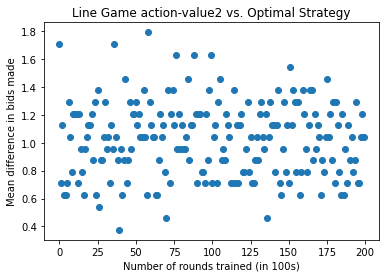 Line Game action-value2 vs. Optimal Strategy
Mean difference in bids made
1.8
1.6
1.4
1.2
1.0
0.8
0.6
0.4
0 25 50 75 100 125 150 175 200
Number of rounds trained (in 100s)